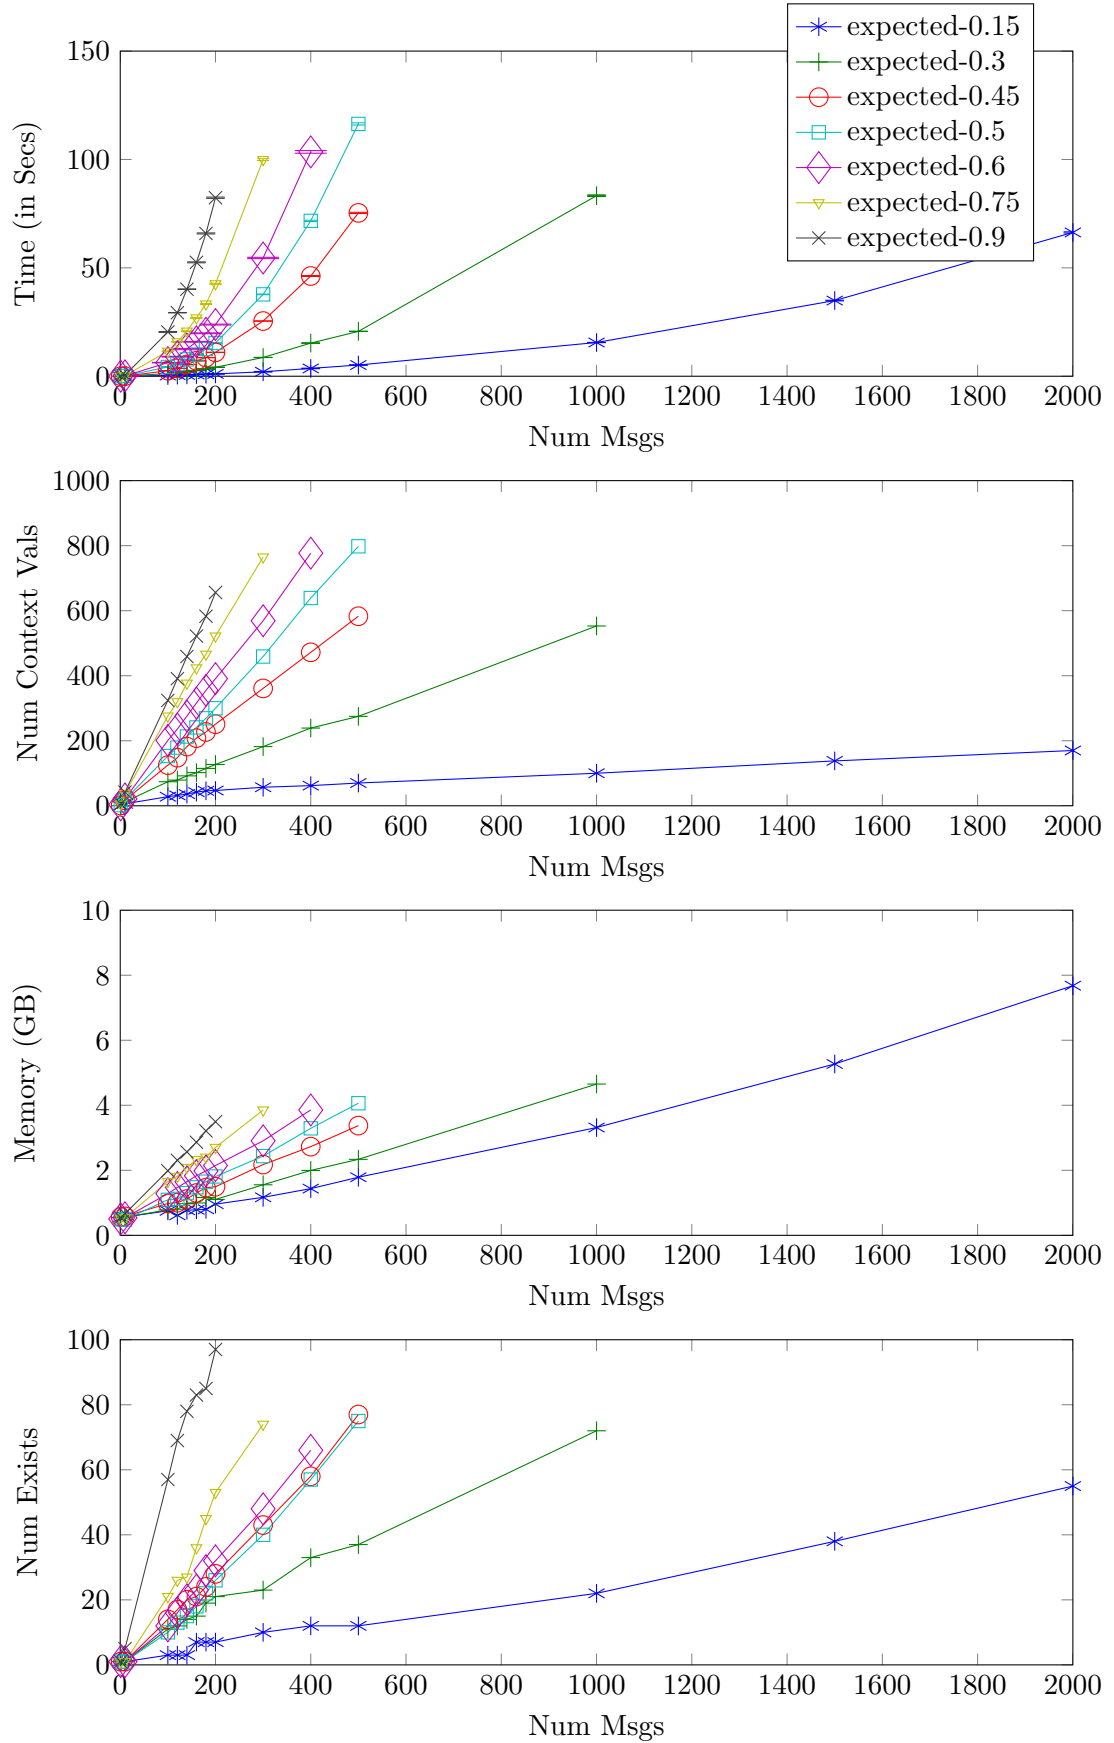 expected-0.15
expected-0.3
expected-0.45
expected-0.5
expected-0.6
expected-0.75
expected-0.9
150
100
50
0
Time (in Secs)
0 200 400 600 800 1000 1200 1400 1600 1800 2000
Num Msgs
1000
800
600
400
200
0
Num Context Vals
0 200 400 600 800 1000 1200 1400 1600 1800 2000
Num Msgs
10
8
6
4
2
0
Memory (GB)
0 200 400 600 800 1000 1200 1400 1600 1800 2000
Num Msgs
100
80
60
40
20
0
Num Exists
0 200 400 600 800 1000 1200 1400 1600 1800 2000
Num Msgs